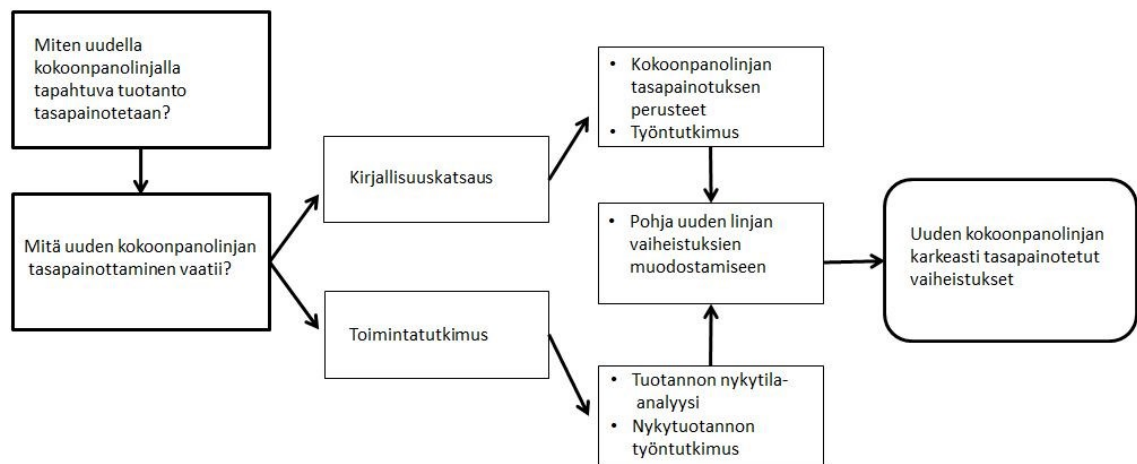 Miten uudella
kokoonpanolinjalla
tapahtuva tuotanto
tasapainotetaan?
Mitä uuden kokoonpanolinjan
tasapainottaminen vaatii?
Kirjallisuuskatsaus
Toimintatutkimus
• Kokoonpanolinjan
tasapainotuksen
perusteet
• Työntutkimus
• Pohja uuden linjan
vaiheistuksien
muodostamiseen
• Tuotannon nykytila-
analyysi
• Nykytuotannon
työntutkimus
Uuden kokoonpanolinjan
karkeasti tasapainotetut
vaiheistukset